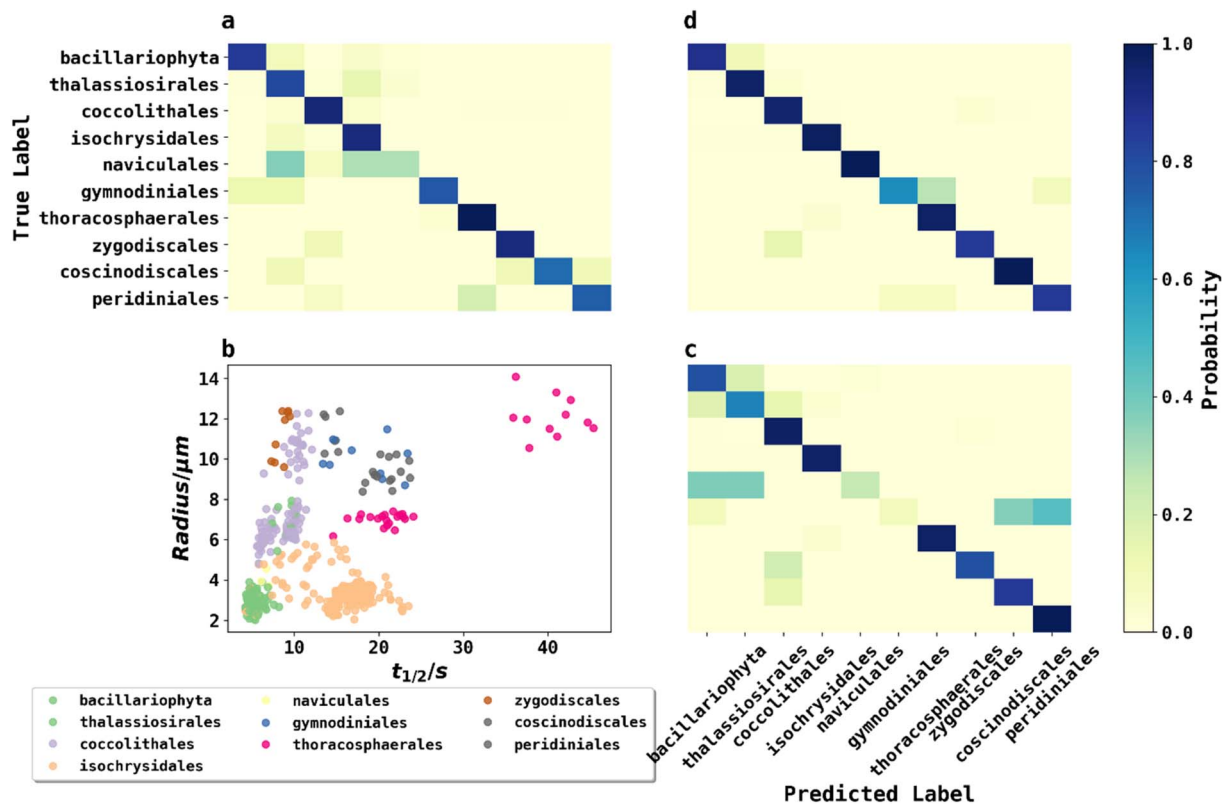 a
d
True Label
bacillariophyta
thalassiosirales
coccolithales
isochrysidales
naviculales
gymnodiniales
thoracosphaerales
zygodiscales
coscinodiscales
peridiniales
1.0
0.8
0.6
0.4
0.2
0.0
Probability
b
c
Radius/μm
14
12
10
8
6
4
2
10
20
30
40
t1/2/s
bacillariophyta
thalassiosirales
coccolithales
isochrysidales
naviculales
gymnodiniales
thoracosphaerales
zygodiscales
coscinodiscales
peridiniales
bacillariophyta
thalassiosirales
coccolithales
isochrysidales
naviculales
gymnodiniales
thoracosphaerales
zygodiscales
coscinodiscales
peridiniales
Predicted Label